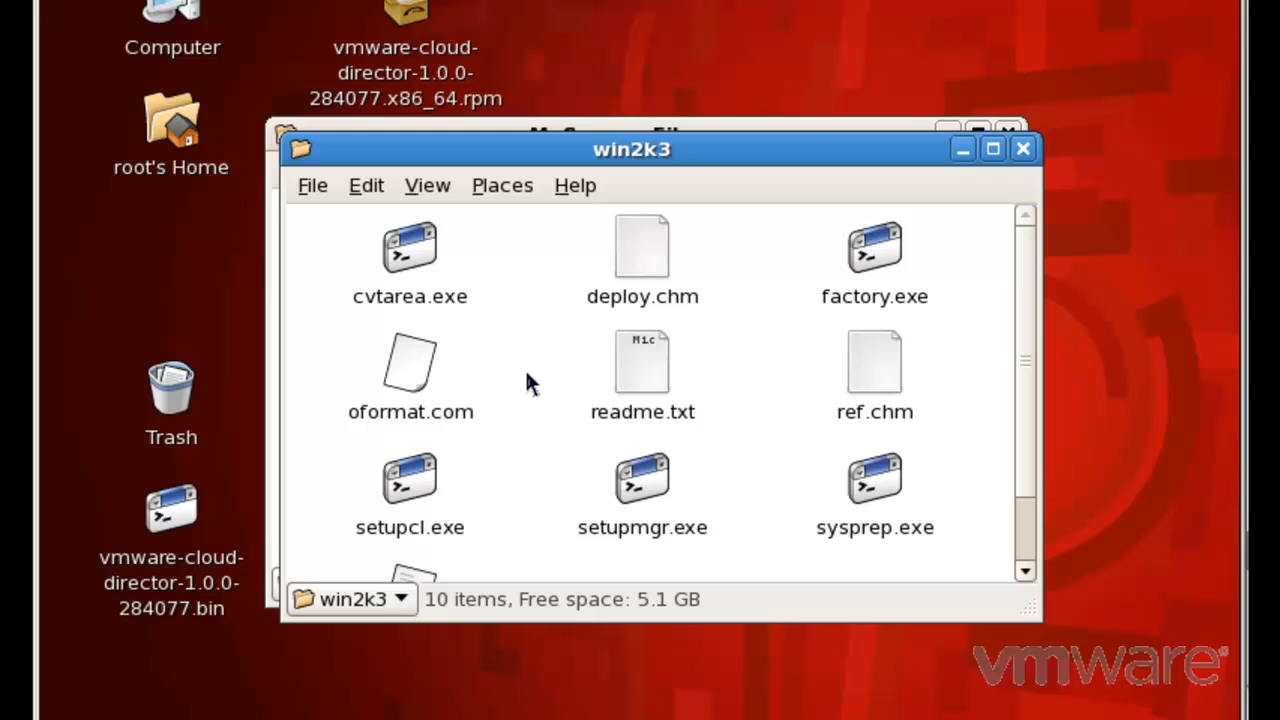 Computer
vmware-cloud-
director-1.0.0-
284077.x86_64.rpm
root's Home
win2k3
File Edit View Places Help
cvtarea.exe deploy.chm factory.exe
Mic
oformat.com readme.txt ref.chm
setupcl.exe setupmgr.exe sysprep.exe
Trash
vmware-cloud-
director-1.0.0-
284077.bin
win2k3 10 items, Free space: 5.1 GB
vmware®